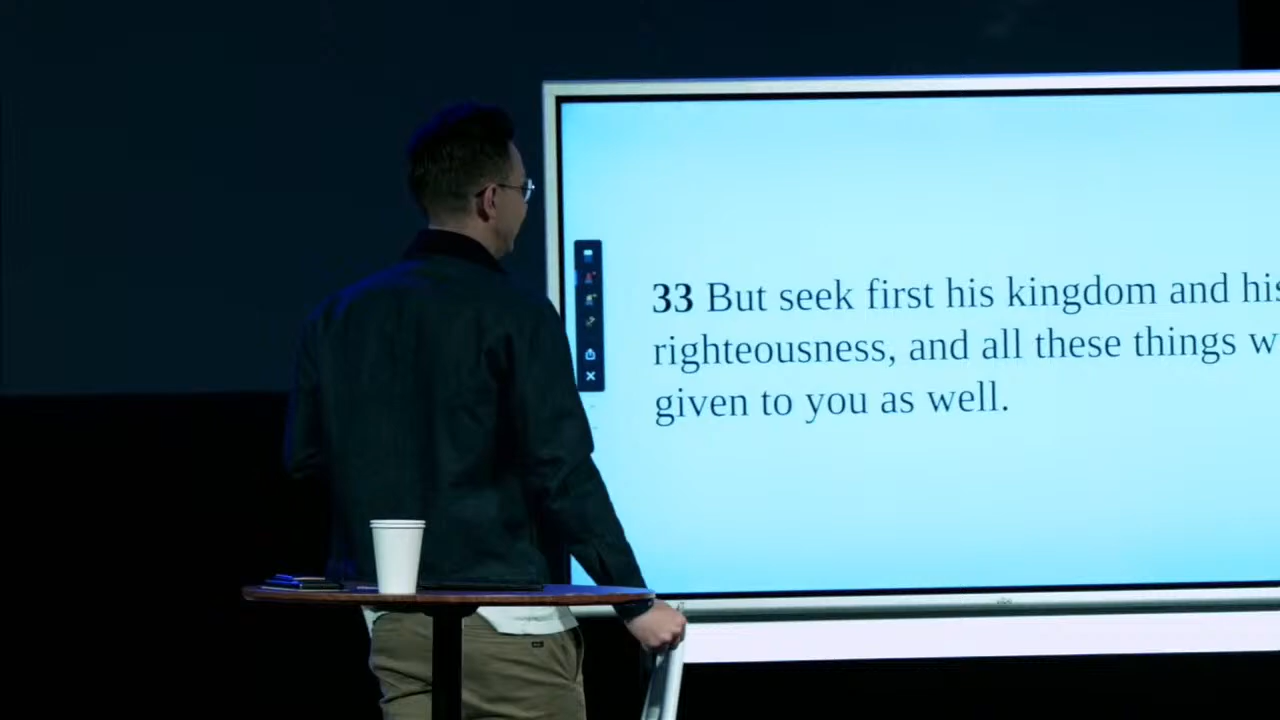 33 But seek first his kingdom and his
righteousness, and all these things w
given to you as well.